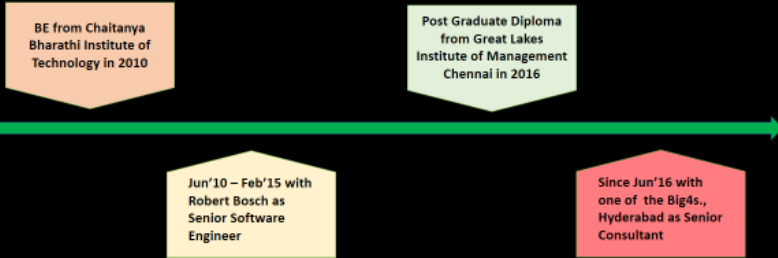 BE from Chaitanya
Bharathi Institute of
Technology in 2010
Post Graduate Diploma
from Great Lakes
Institute of Management
Chennai in 2016
Jun'10 – Feb'15 with
Robert Bosch as
Senior Software
Engineer
Since Jun'16 with
one of  the Big4s.,
Hyderabad as Senior
Consultant